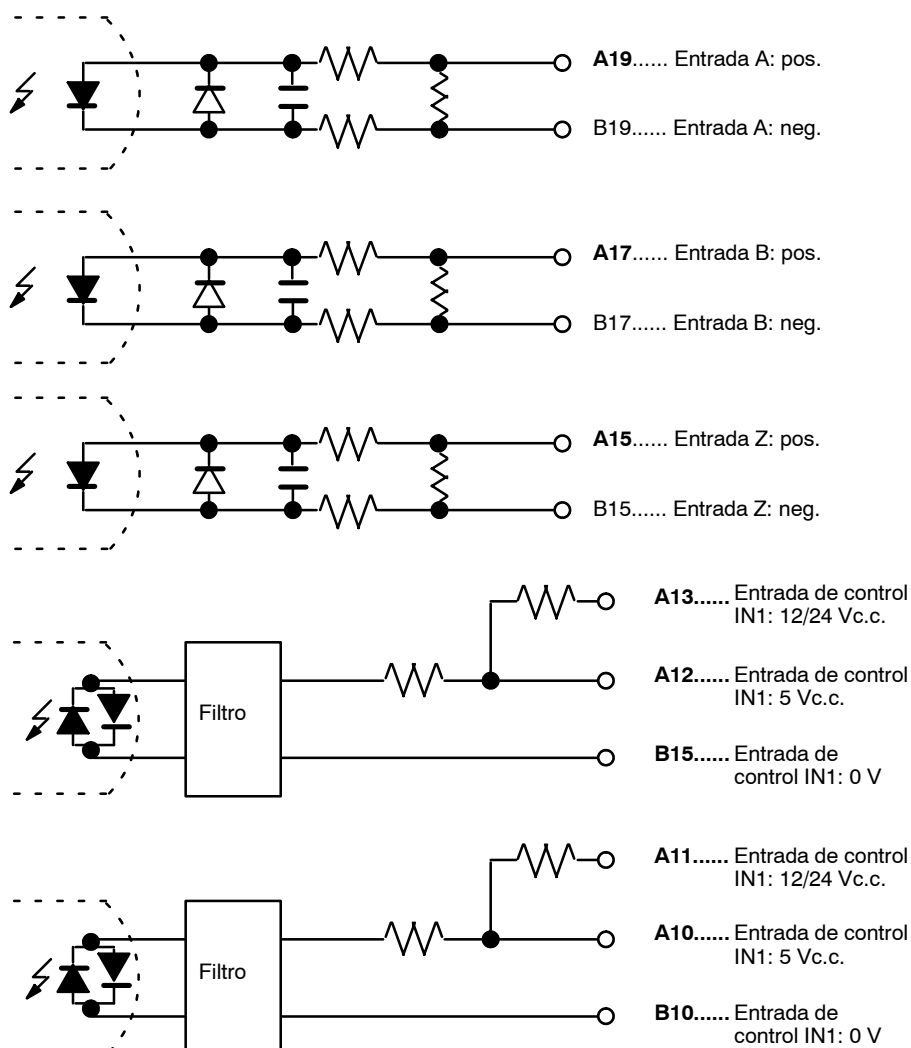 A19...... Entrada A: pos.
B19...... Entrada A: neg.
A17...... Entrada B: pos.
B17...... Entrada B: neg.
A15...... Entrada Z: pos.
B15...... Entrada Z: neg.
A13...... Entrada de control
IN1: 12/24 Vc.c.
A12...... Entrada de control
IN1: 5 Vc.c.
Filtro
B15...... Entrada de
control IN1: 0 V
A11...... Entrada de control
IN1: 12/24 Vc.c.
A10...... Entrada de control
IN1: 5 Vc.c.
Filtro
B10...... Entrada de
control IN1: 0 V